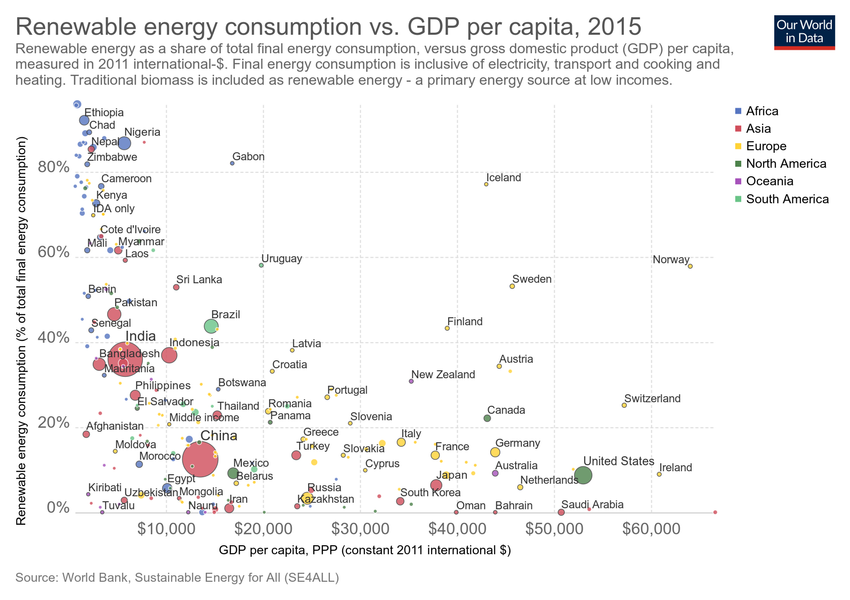 Renewable energy consumption vs. GDP per capita, 2015
Our World
in Data
Renewable energy as a share of total final energy consumption, versus gross domestic product (GDP) per capita,
measured in 2011 international-$. Final energy consumption is inclusive of electricity, transport and cooking and
heating. Traditional biomass is included as renewable energy - a primary energy source at low incomes.
Renewable energy consumption (% of total final energy consumption)
80%
60%
40%
20%
0%
Ethiopia
Chad
Nigeria
Nepal
Zimbabwe
Gabon
Cameroon
Iceland
Kenya
IDA only
Cote d'Ivoire
Mali
Myanmar
Laos
Uruguay
Norway
Sri Lanka
Sweden
Benin
Pakistan
Brazil
Senegal
Finland
India
Indonesia
Latvia
Bangladesh
Mauritania
Croatia
Austria
New Zealand
Philippines
Botswana
Portugal
Switzerland
El Salvador
Thailand
Romania
Panama
Middle income
Canada
Afghanistan
Slovenia
China
Greece
Italy
Moldova
Turkey
Slovakia
France
Germany
Morocco
Mexico
Cyprus
Australia
United States
Ireland
Egypt
Belarus
Japan
Netherlands
Kiribati
Uzbekistan
Mongolia
Iran
Russia
Kazakhstan
South Korea
Tuvalu
Nauru
Oman
Bahrain
Saudi Arabia
$10,000
$20,000
$30,000
$40,000
$50,000
$60,000
GDP per capita, PPP (constant 2011 international $)
Africa
Asia
Europe
North America
Oceania
South America
Source: World Bank, Sustainable Energy for All (SE4ALL)